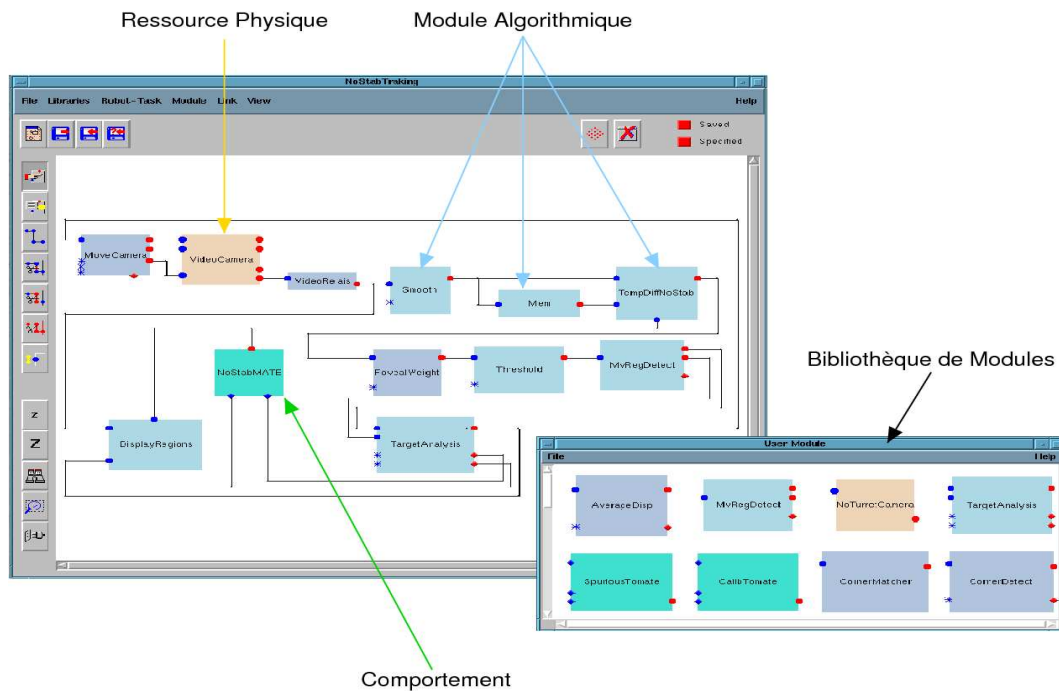 Ressource Physique
Module Algorithmique
NoStabTraking
File Libraries Robot-Task Module Link View Help
Saved
Specified
MoveCamera
VideoCamera
VideoRelais
Smooth
Mem
TempDiffNoStab
NoStabMATE
FovealWeight
Threshold
MvRegDetect
Bibliothèque de Modules
DisplayRegions
TargetAnalysis
User Module
File Help
AverageDisp
MvRegDetect
NoTurretCamera
TargetAnalysis
SpuriousTomate
CalibTomate
CornerMatcher
CornerDetect
z
Z
Comportement